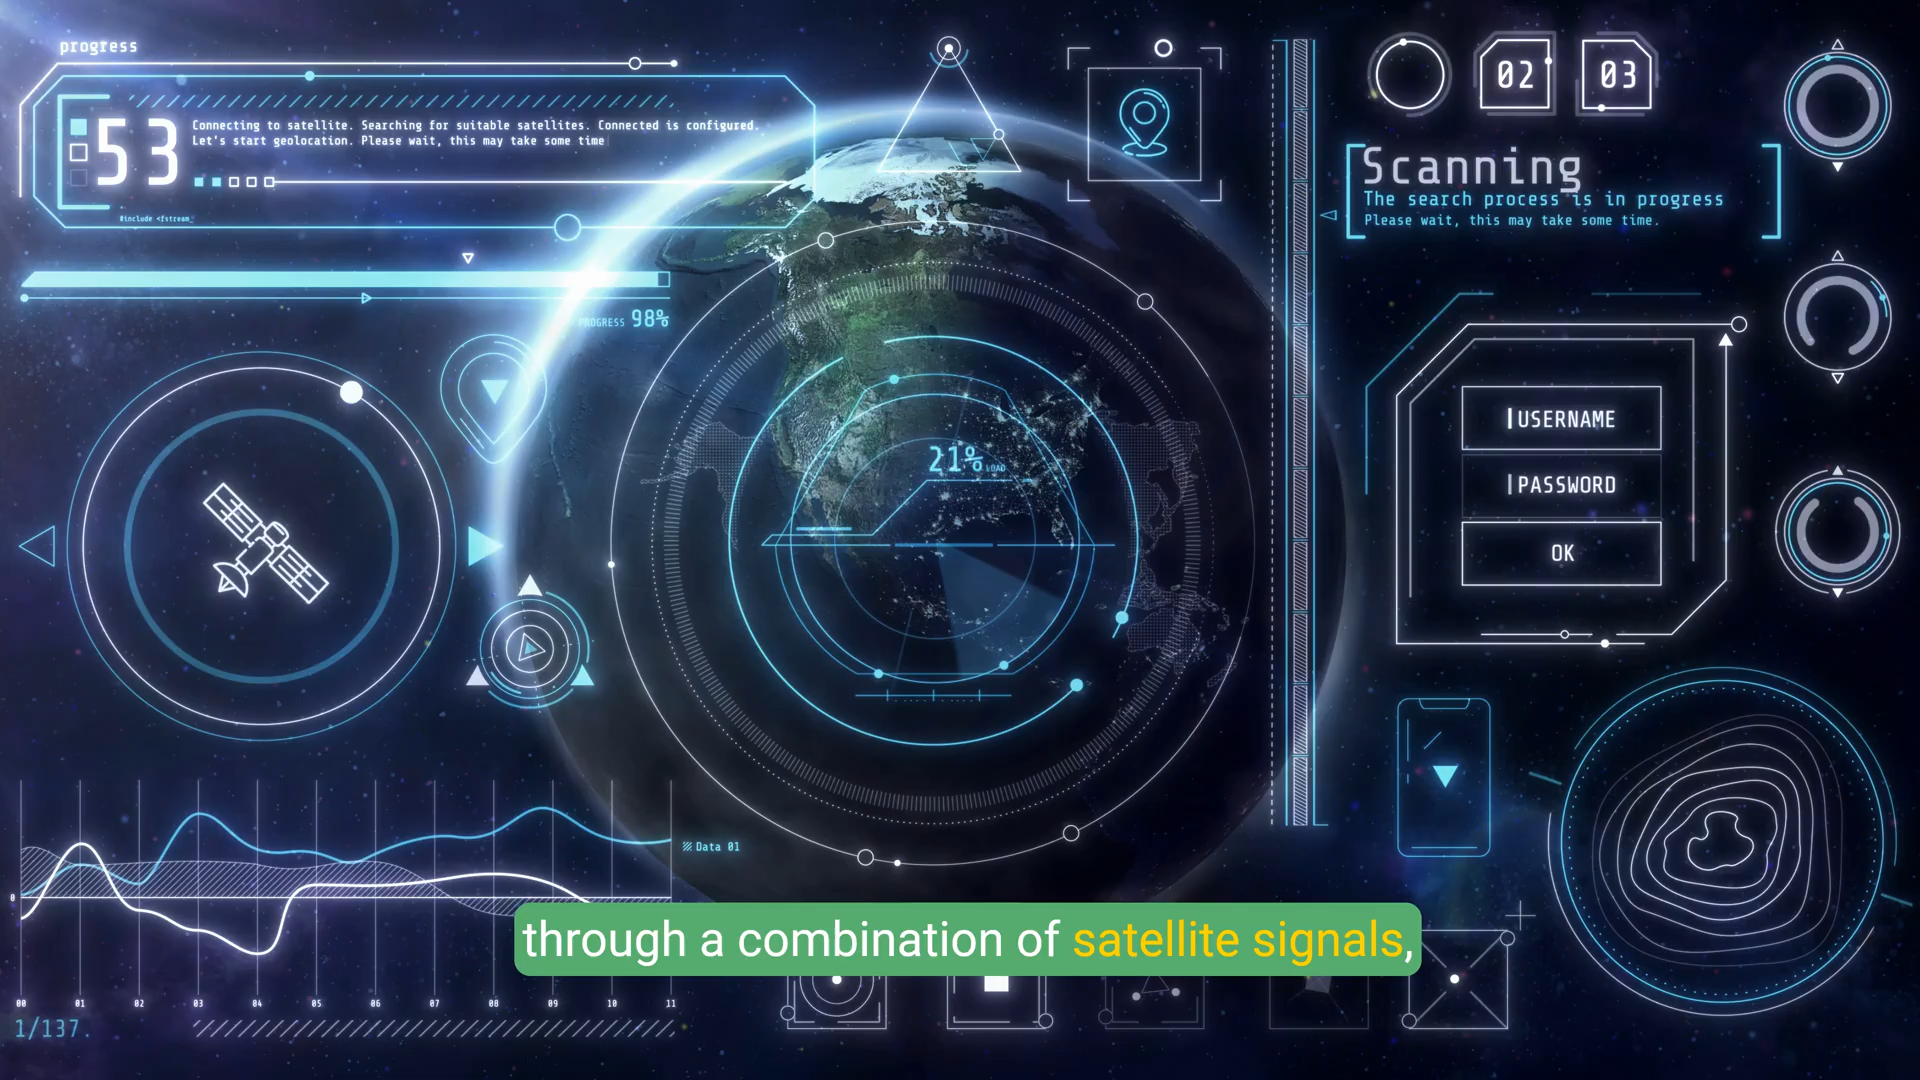 progress
53
Connecting to satellite. Searching for suitable satellites. Connected is configured.
Let's start geolocation. Please wait, this may take some time
#include <fstream_
PROGRESS 98%
02
03
Scanning
The search process is in progress
Please wait, this may take some time.
USERNAME
PASSWORD
OK
21% LOAD
Data 01
0
00 01 02 03 04 05 06 07 08 09 10 11
1/137.
through a combination of satellite signals,